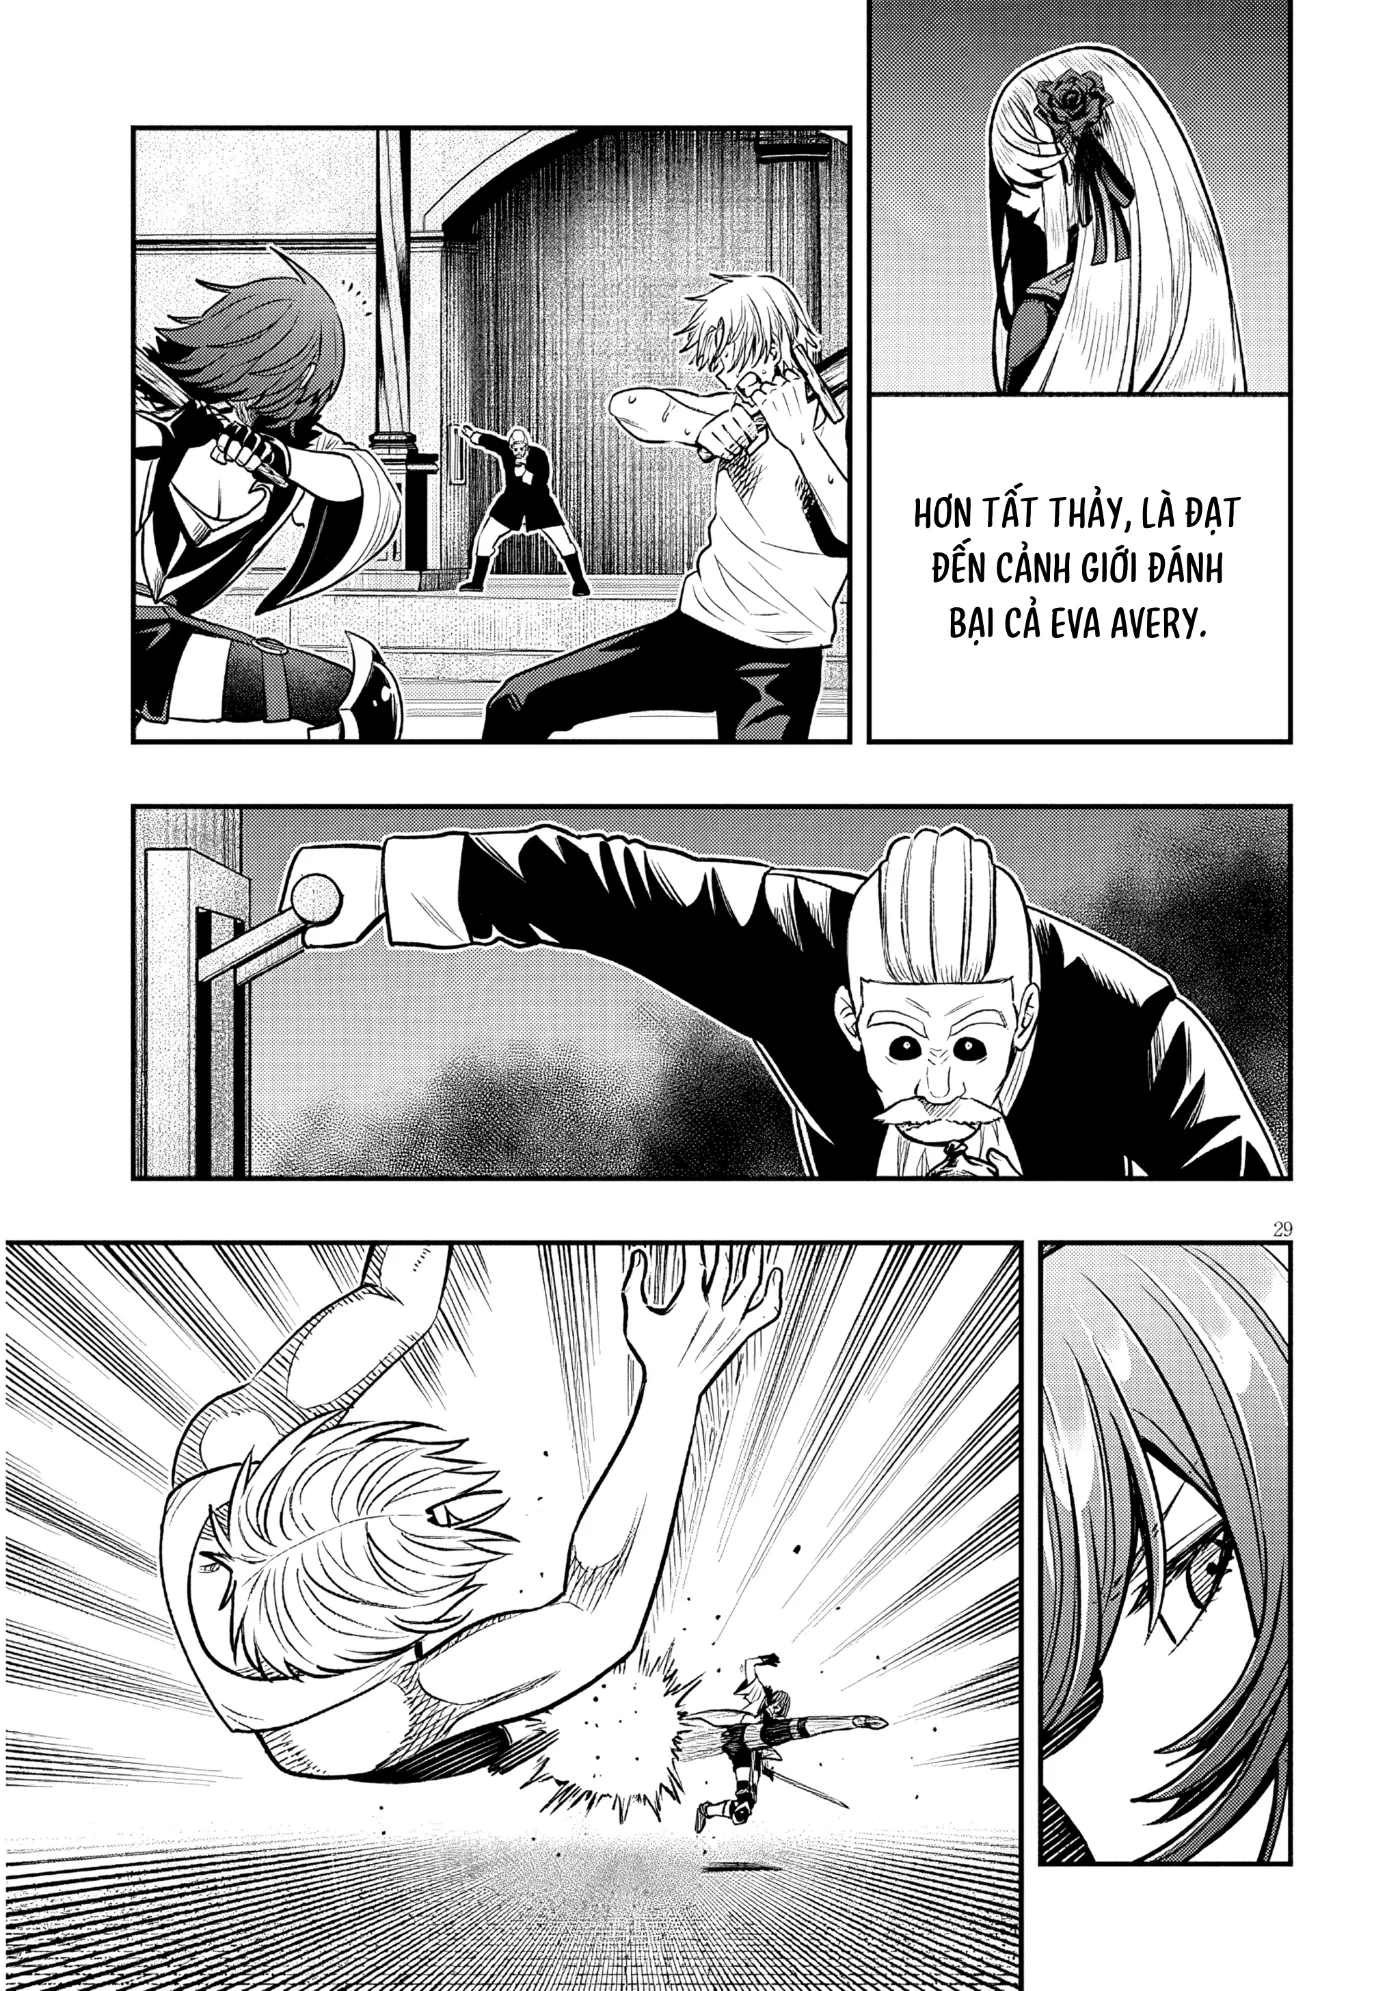 HƠN TẤT THẢY, LÀ ĐẠT
ĐẾN CẢNH GIỚI ĐÁNH
BẠI CẢ EVA AVERY.
29